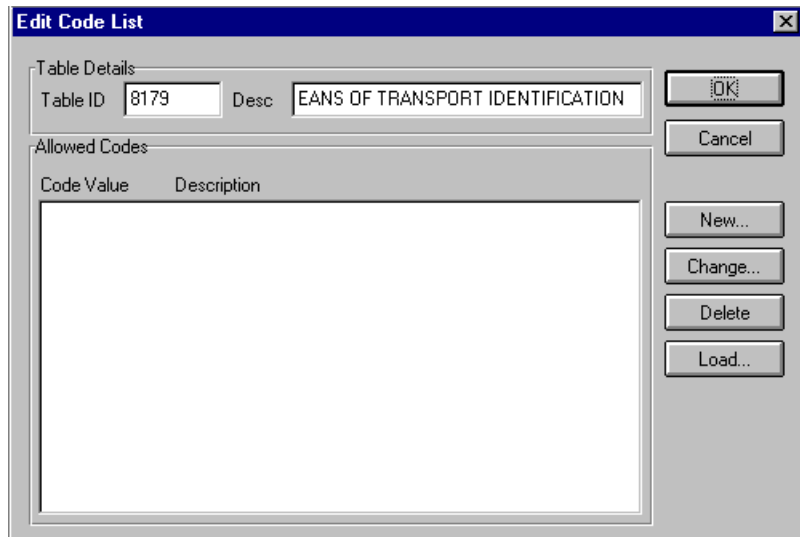 Edit Code List
Table Details
Table ID 8179 Desc EANS OF TRANSPORT IDENTIFICATION
OK
Cancel
Allowed Codes
Code Value Description
New...
Change...
Delete
Load...